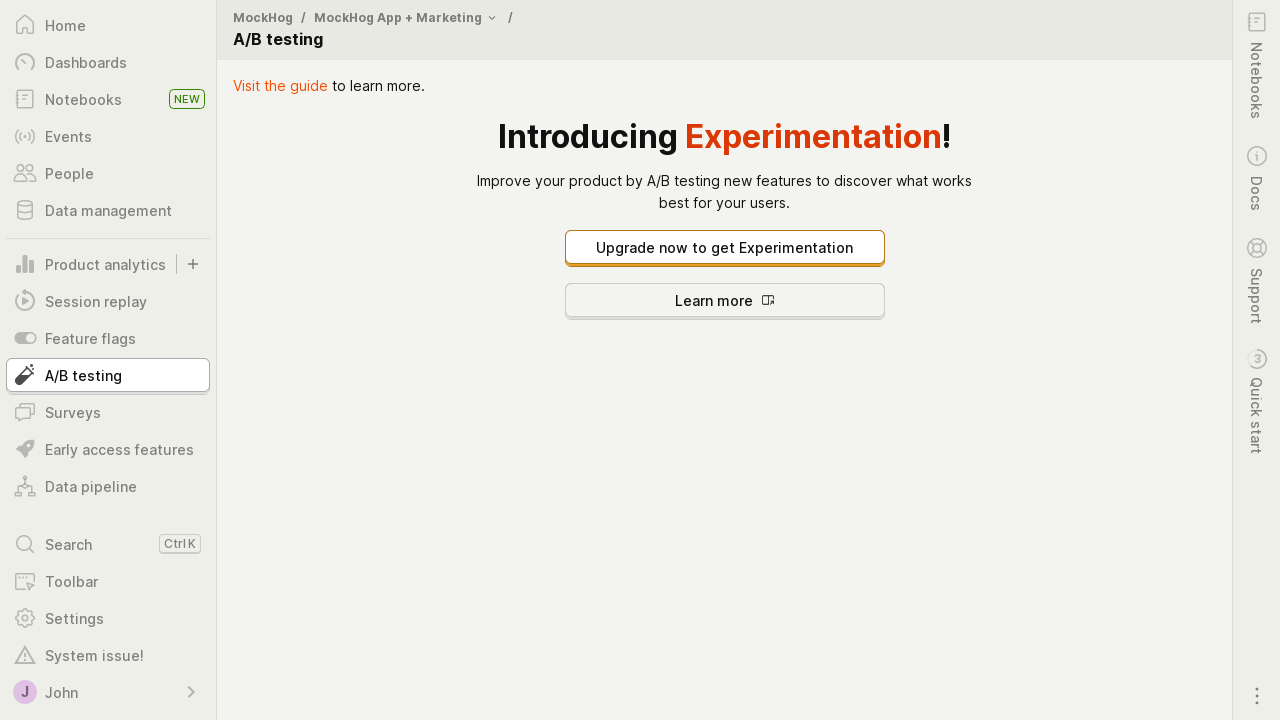 Home
Dashboards
Notebooks
NEW
Events
People
Data management
Product analytics
Session replay
Feature flags
A/B testing
Surveys
Early access features
Data pipeline
Search
Ctrl K
Toolbar
Settings
System issue!
J
John
MockHog / MockHog App + Marketing /
A/B testing
Visit the guide to learn more.
Introducing Experimentation!
Improve your product by A/B testing new features to discover what works
best for your users.
Upgrade now to get Experimentation
Learn more
Notebooks
Docs
Support
3
Quick start